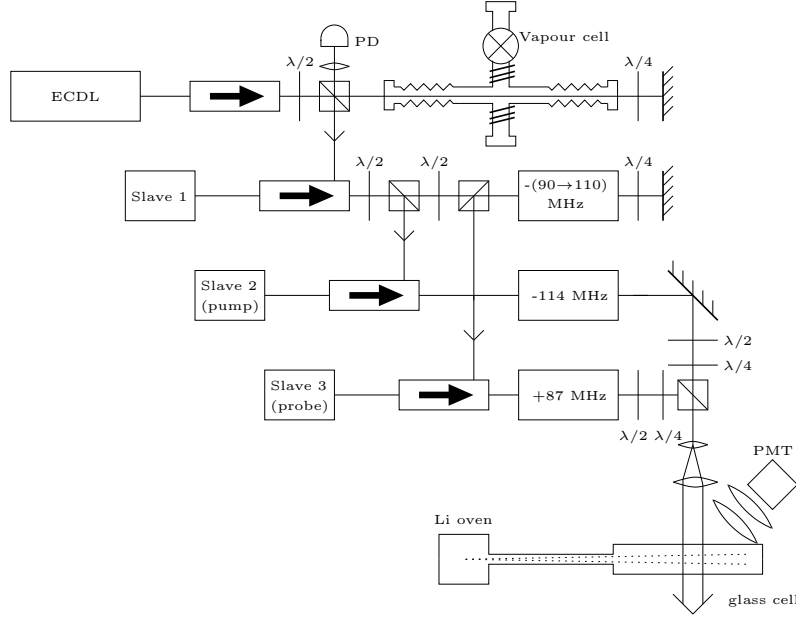 PD
Vapour cell
λ/2
λ/4
ECDL
λ/2
λ/2
λ/4
Slave 1
-(90→110)
MHz
Slave 2
(pump)
-114 MHz
λ/2
λ/4
Slave 3
(probe)
+87 MHz
λ/2
λ/4
PMT
Li oven
glass cell